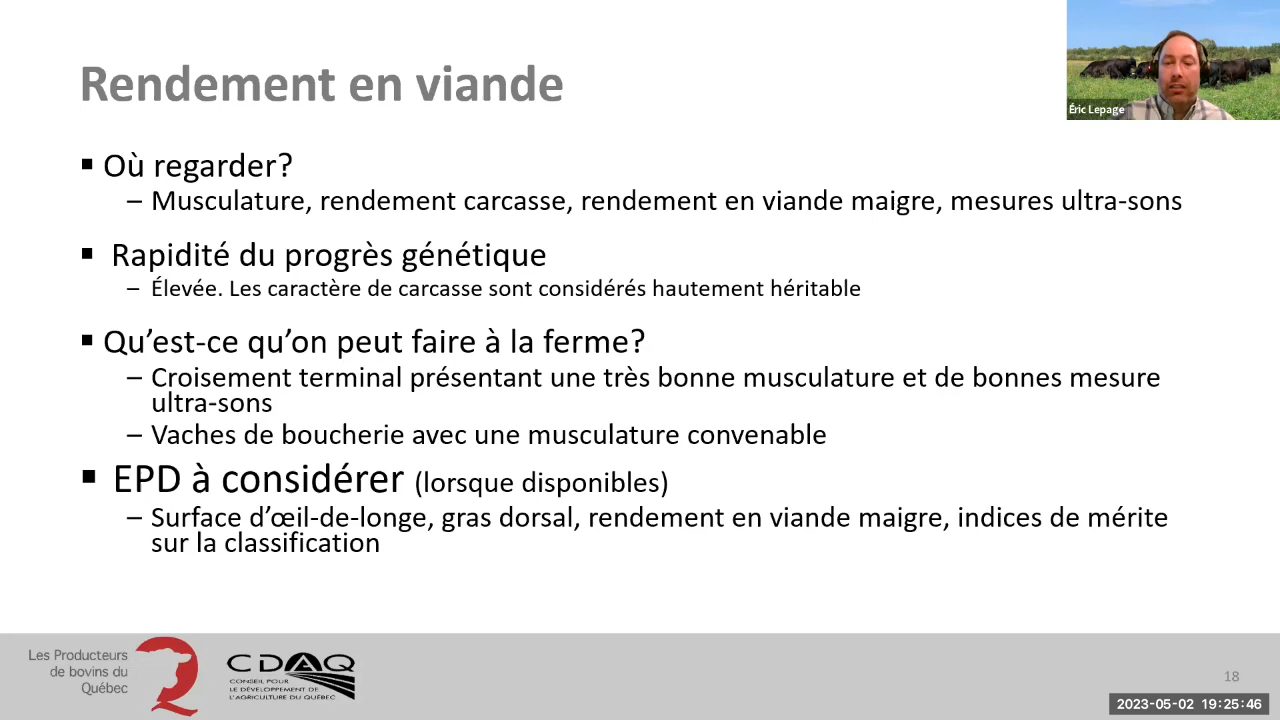 Rendement en viande
Éric Lepage
▪ Où regarder?
– Musculature, rendement carcasse, rendement en viande maigre, mesures ultra-sons
▪ Rapidité du progrès génétique
– Élevée. Les caractère de carcasse sont considérés hautement héritable
▪ Qu’est-ce qu’on peut faire à la ferme?
– Croisement terminal présentant une très bonne musculature et de bonnes mesure
ultra-sons
– Vaches de boucherie avec une musculature convenable
▪ EPD à considérer (lorsque disponibles)
– Surface d’œil-de-longe, gras dorsal, rendement en viande maigre, indices de mérite
sur la classification
Les Producteurs
de bovins du
Québec
CDAQ
CONSEIL POUR
LE DÉVELOPPEMENT DE
L'AGRICULTURE DU QUÉBEC
18
2023-05-02 19:25:46